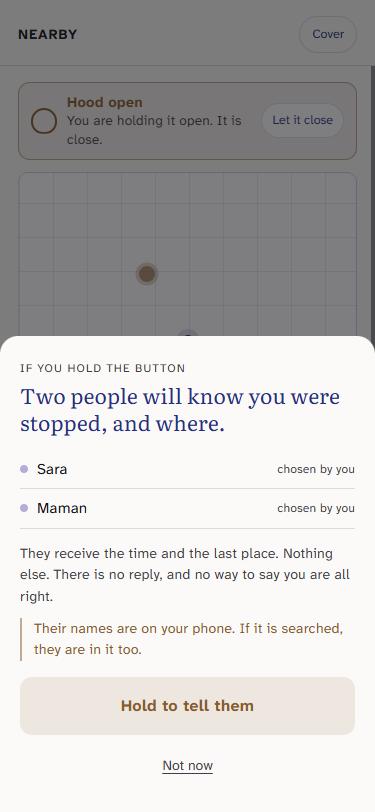 NEARBY
Cover
Hood open
You are holding it open. It is
close.
Let it close
IF YOU HOLD THE BUTTON
Two people will know you were
stopped, and where.
Sara
chosen by you
Maman
chosen by you
They receive the time and the last place. Nothing
else. There is no reply, and no way to say you are all
right.
Their names are on your phone. If it is searched,
they are in it too.
Hold to tell them
Not now